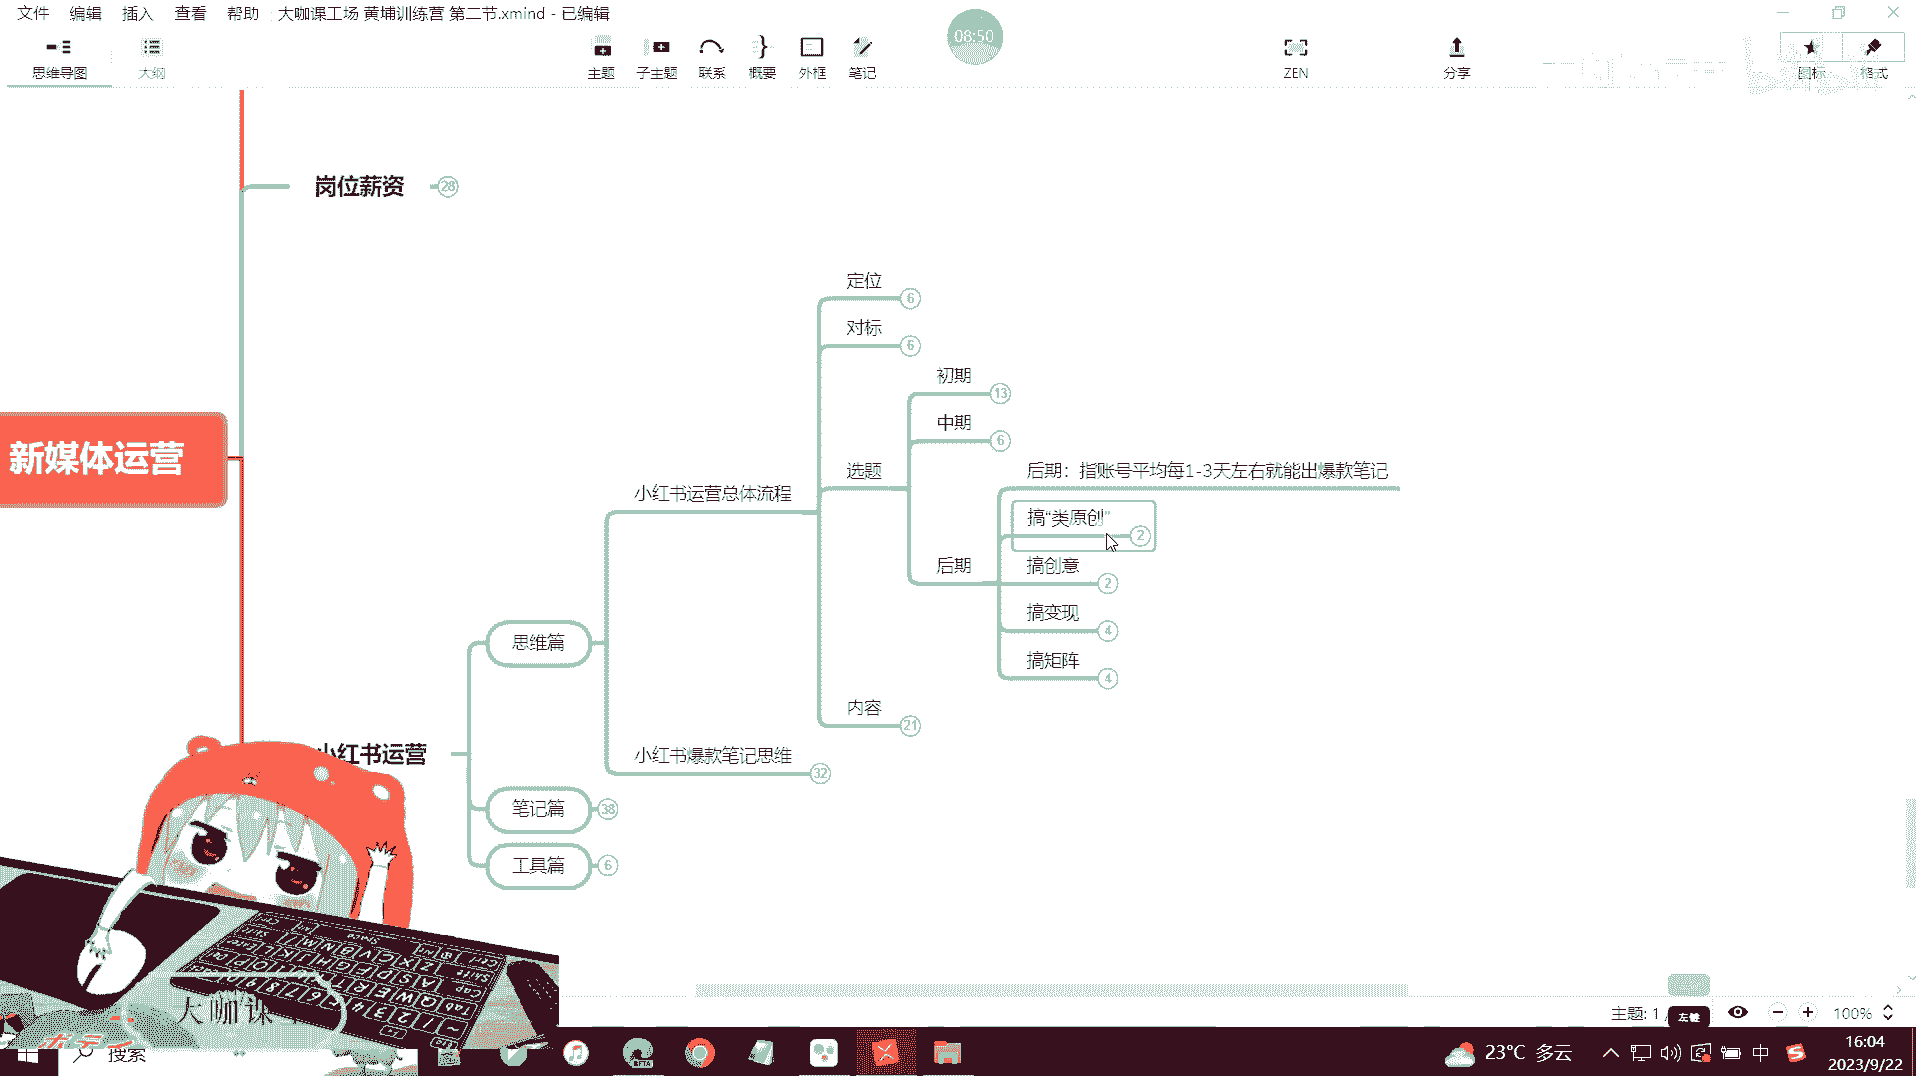 文件 编辑 插入 查看 帮助 大咖课工场 黄埔训练营 第二节.xmind - 已编辑
08:50
思维导图 大纲 主题 子主题 联系 概要 外框 笔记 ZEN 分享 图标 格式
岗位薪资 28
定位 6
对标 6
初期 13
中期 6
新媒体运营
选题
后期：指账号平均每1-3天左右就能出爆款笔记
小红书运营总体流程
搞“类原创” 2
后期
搞创意 2
搞变现 4
思维篇
搞矩阵 4
内容 21
小红书运营
小红书爆款笔记思维 32
笔记篇 38
工具篇 6
大咖课
主题: 1 /
左键
100%
搜索
BETA
23°C 多云
中
16:04
2023/9/22